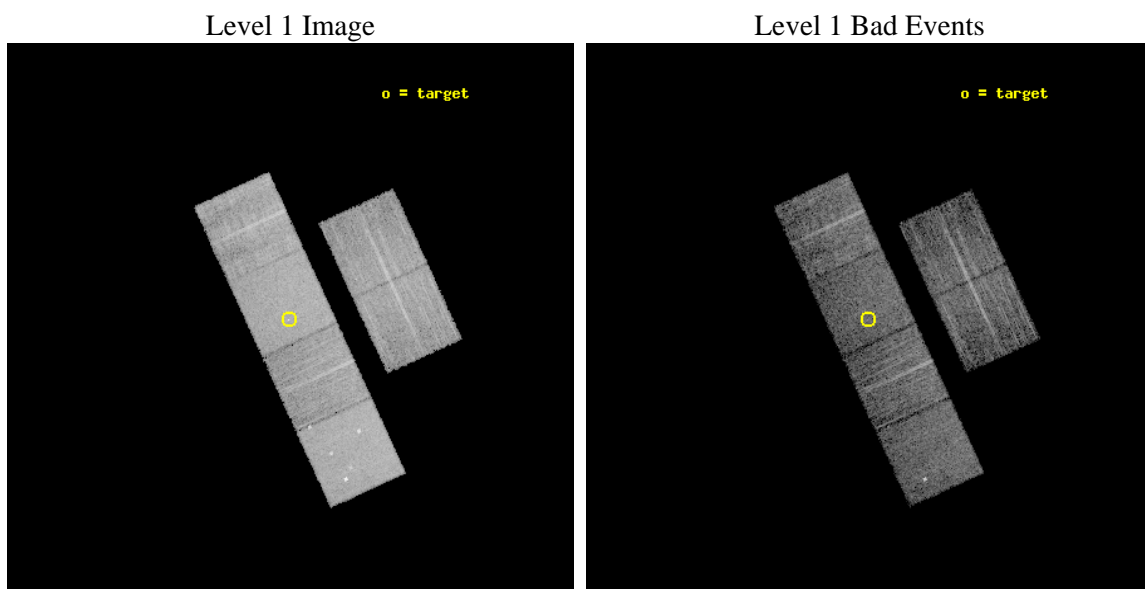 Level 1 Image
Level 1 Bad Events
o = target
o = target